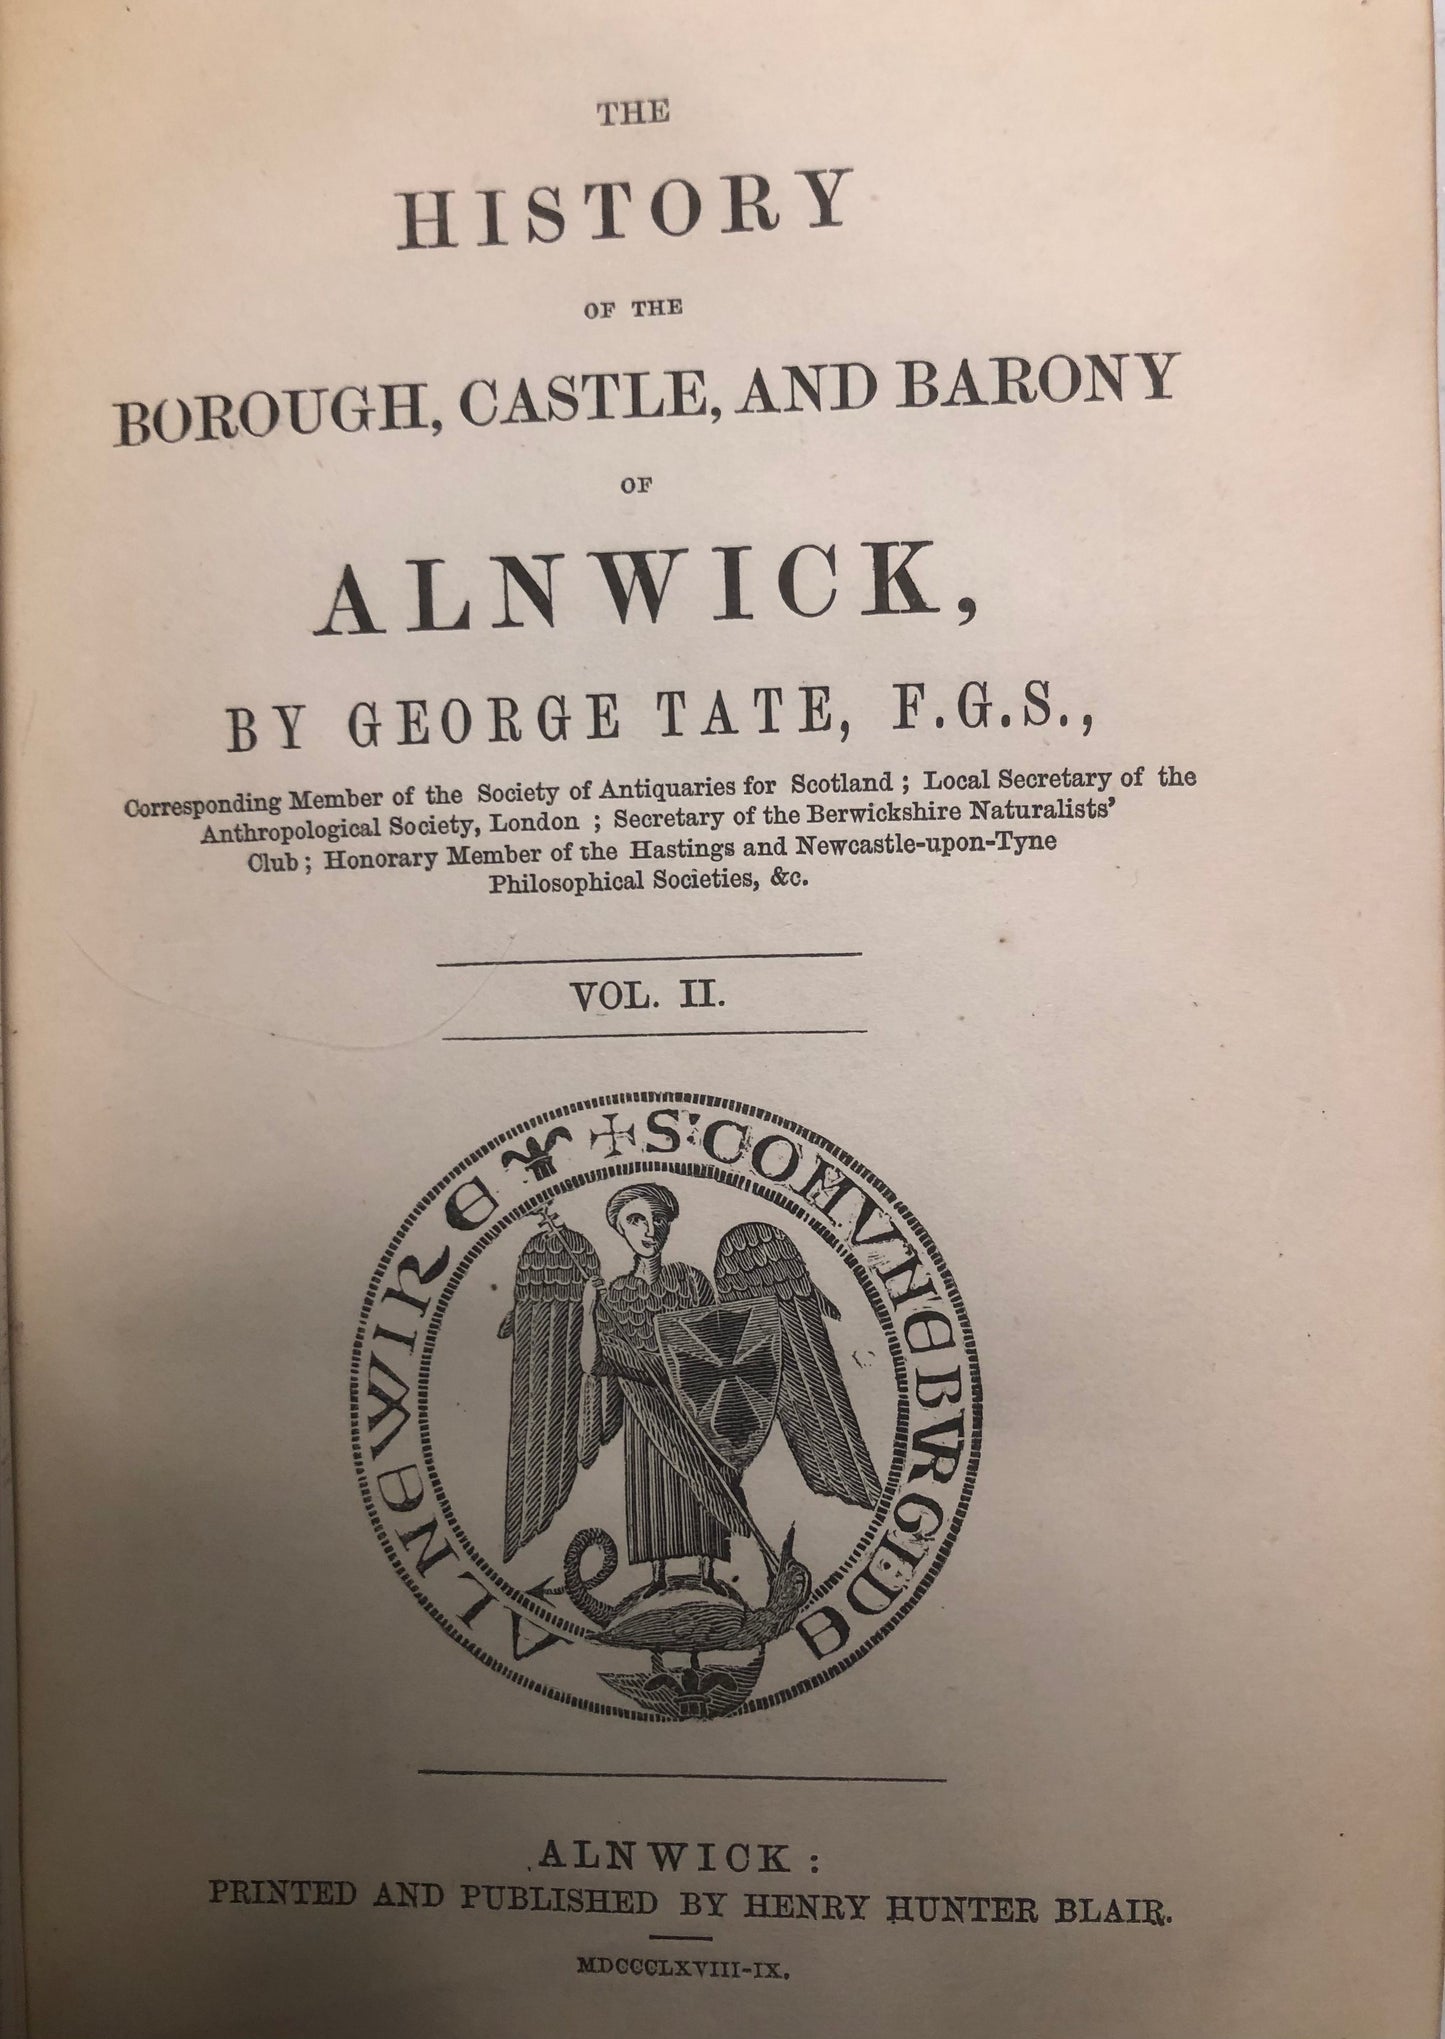 THE
HISTORY
OF THE
BOROUGH, CASTLE, AND BARONY
OF
ALNWICK,
BY GEORGE TATE, F.G.S.,
Corresponding Member of the Society of Antiquaries for Scotland; Local Secretary of the
Anthropological Society, London; Secretary of the Berwickshire Naturalists'
Club; Honorary Member of the Hastings and Newcastle-upon-Tyne
Philosophical Societies, &c.
VOL. II.
S' COMVNE BVRGI DE ALNEWIRE
ALNWICK:
PRINTED AND PUBLISHED BY HENRY HUNTER BLAIR.
MDCCCLXVIII-IX.